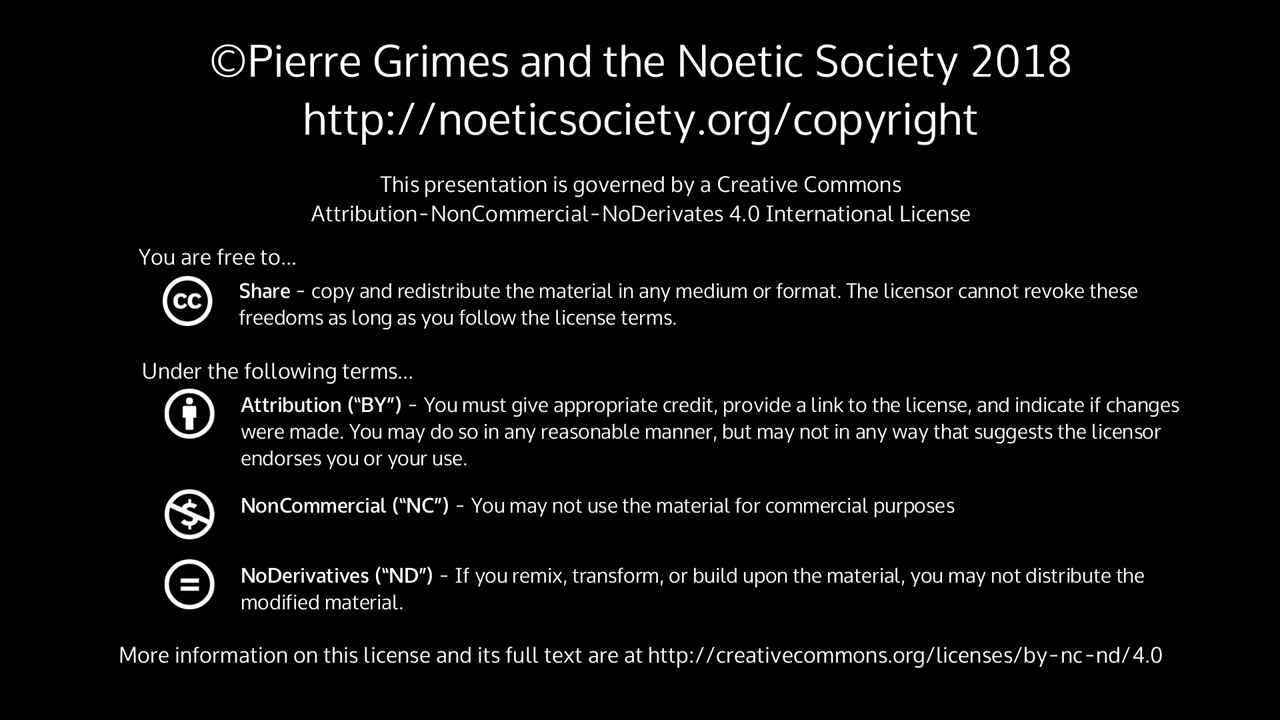 ©Pierre Grimes and the Noetic Society 2018
http://noeticsociety.org/copyright
This presentation is governed by a Creative Commons
Attribution-NonCommercial-NoDerivates 4.0 International License
You are free to...
cc
Share - copy and redistribute the material in any medium or format. The licensor cannot revoke these
freedoms as long as you follow the license terms.
Under the following terms...
Attribution (“BY”) - You must give appropriate credit, provide a link to the license, and indicate if changes
were made. You may do so in any reasonable manner, but may not in any way that suggests the licensor
endorses you or your use.
$
NonCommercial (“NC”) - You may not use the material for commercial purposes
=
NoDerivatives (“ND”) - If you remix, transform, or build upon the material, you may not distribute the
modified material.
More information on this license and its full text are at http://creativecommons.org/licenses/by-nc-nd/4.0